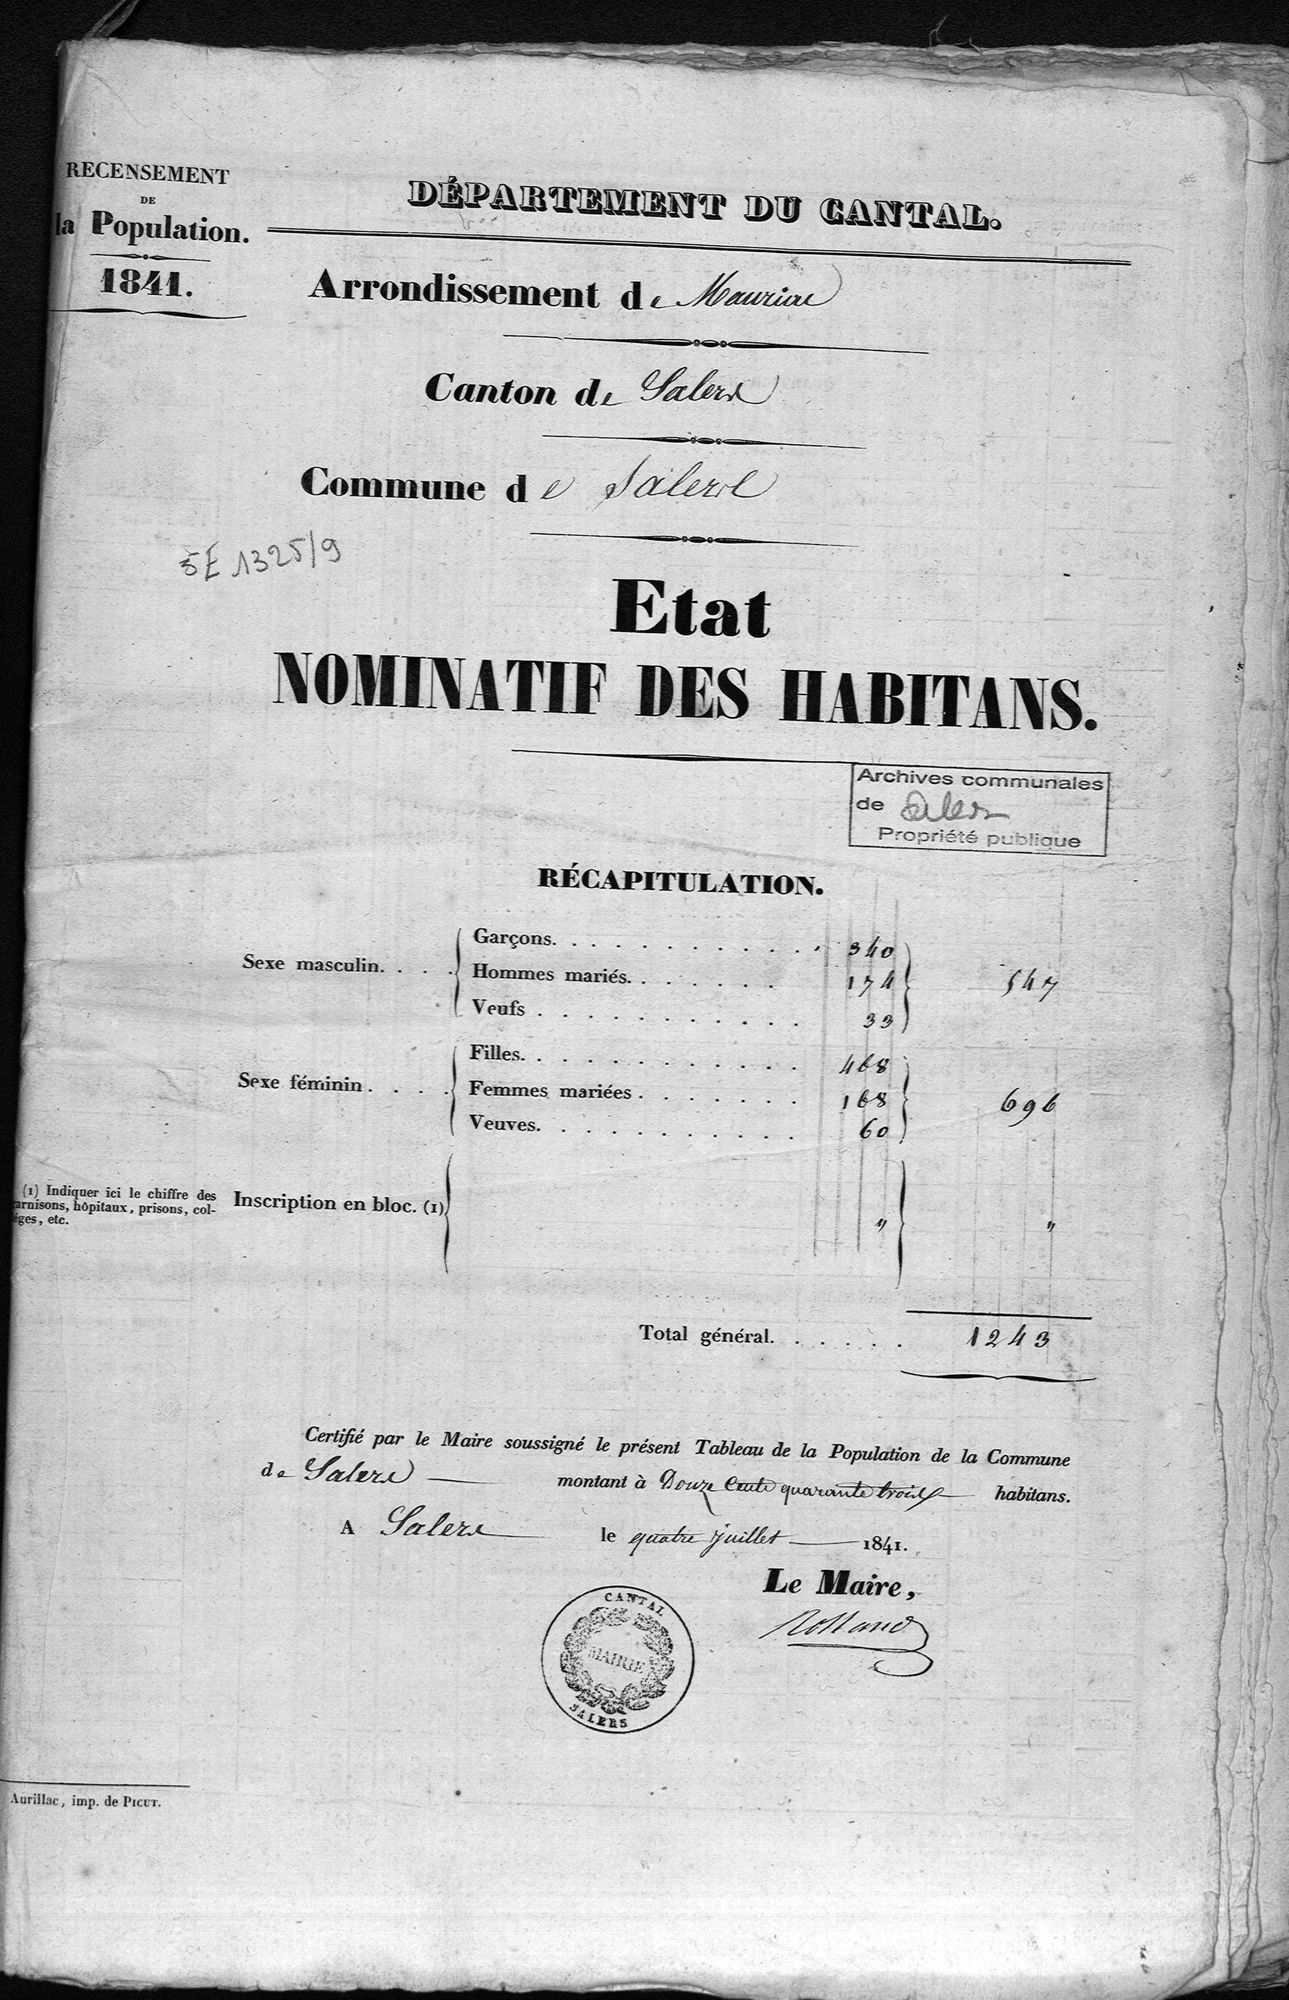 RECENSEMENT
DE
la Population.
1841.
DÉPARTEMENT DU CANTAL.
Arrondissement de Mauriac
Canton de Salers
Commune de Salers
5E 1325/9
Etat
NOMINATIF DES HABITANS.
Archives communales
de Salers
Propriété publique
RÉCAPITULATION.
Sexe masculin. . . .
Garçons. . . . . . . . . . . 340
Hommes mariés. . . . . . . 174
Veufs . . . . . . . . . . . 33
547
Sexe féminin . . . .
Filles. . . . . . . . . . . 468
Femmes mariées . . . . . . . 168
Veuves. . . . . . . . . . . 60
696
(1) Indiquer ici le chiffre des
arnisons, hôpitaux, prisons, col-
éges, etc.
Inscription en bloc. (1)
" "
Total général. . . . . . 1243
Certifié par le Maire soussigné le présent Tableau de la Population de la Commune
de Salers montant à Douze Cents quarante trois habitans.
A Salers le quatre juillet 1841.
Le Maire,
Rolland
CANTAL
MAIRIE
SALERS
Aurillac, imp. de PICUT.